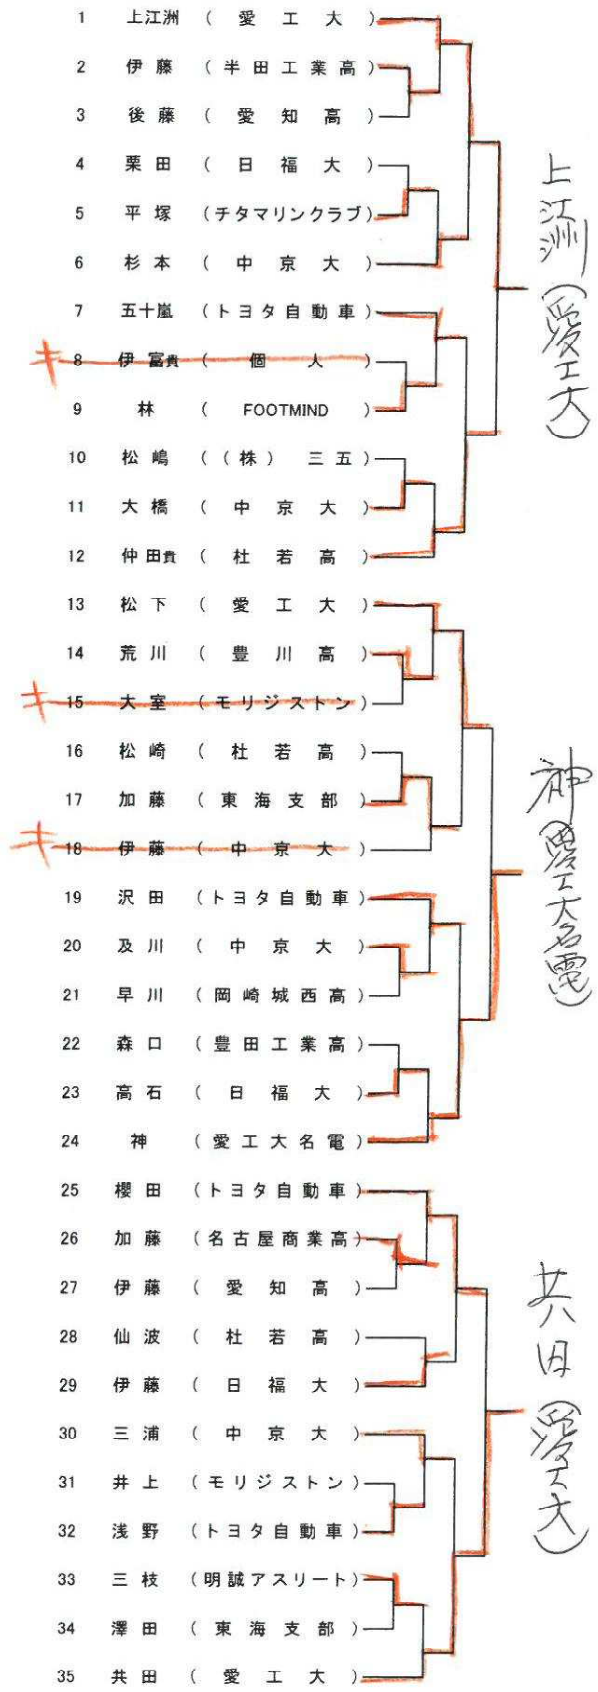 1 上江洲 (愛工大)
2 伊藤 (半田工業高)
3 後藤 (愛知高)
4 栗田 (日福大)
5 平塚 (チタマリンクラブ)
6 杉本 (中京大)
7 五十嵐 (トヨタ自動車)
キ 8 伊富貴 (個人)
9 林 (FOOTMIND)
10 松嶋 ((株) 三五)
11 大橋 (中京大)
12 仲田貴 (杜若高)
上江洲(愛工大)
13 松下 (愛工大)
14 荒川 (豊川高)
キ 15 大室 (モリジストン)
16 松崎 (杜若高)
17 加藤 (東海支部)
キ 18 伊藤 (中京大)
19 沢田 (トヨタ自動車)
20 及川 (中京大)
21 早川 (岡崎城西高)
22 森口 (豊田工業高)
23 高石 (日福大)
24 神 (愛工大名電)
神(愛工大名電)
25 櫻田 (トヨタ自動車)
26 加藤 (名古屋商業高)
27 伊藤 (愛知高)
28 仙波 (杜若高)
29 伊藤 (日福大)
30 三浦 (中京大)
31 井上 (モリジストン)
32 浅野 (トヨタ自動車)
33 三枝 (明誠アスリート)
34 澤田 (東海支部)
35 共田 (愛工大)
共田(愛工大)